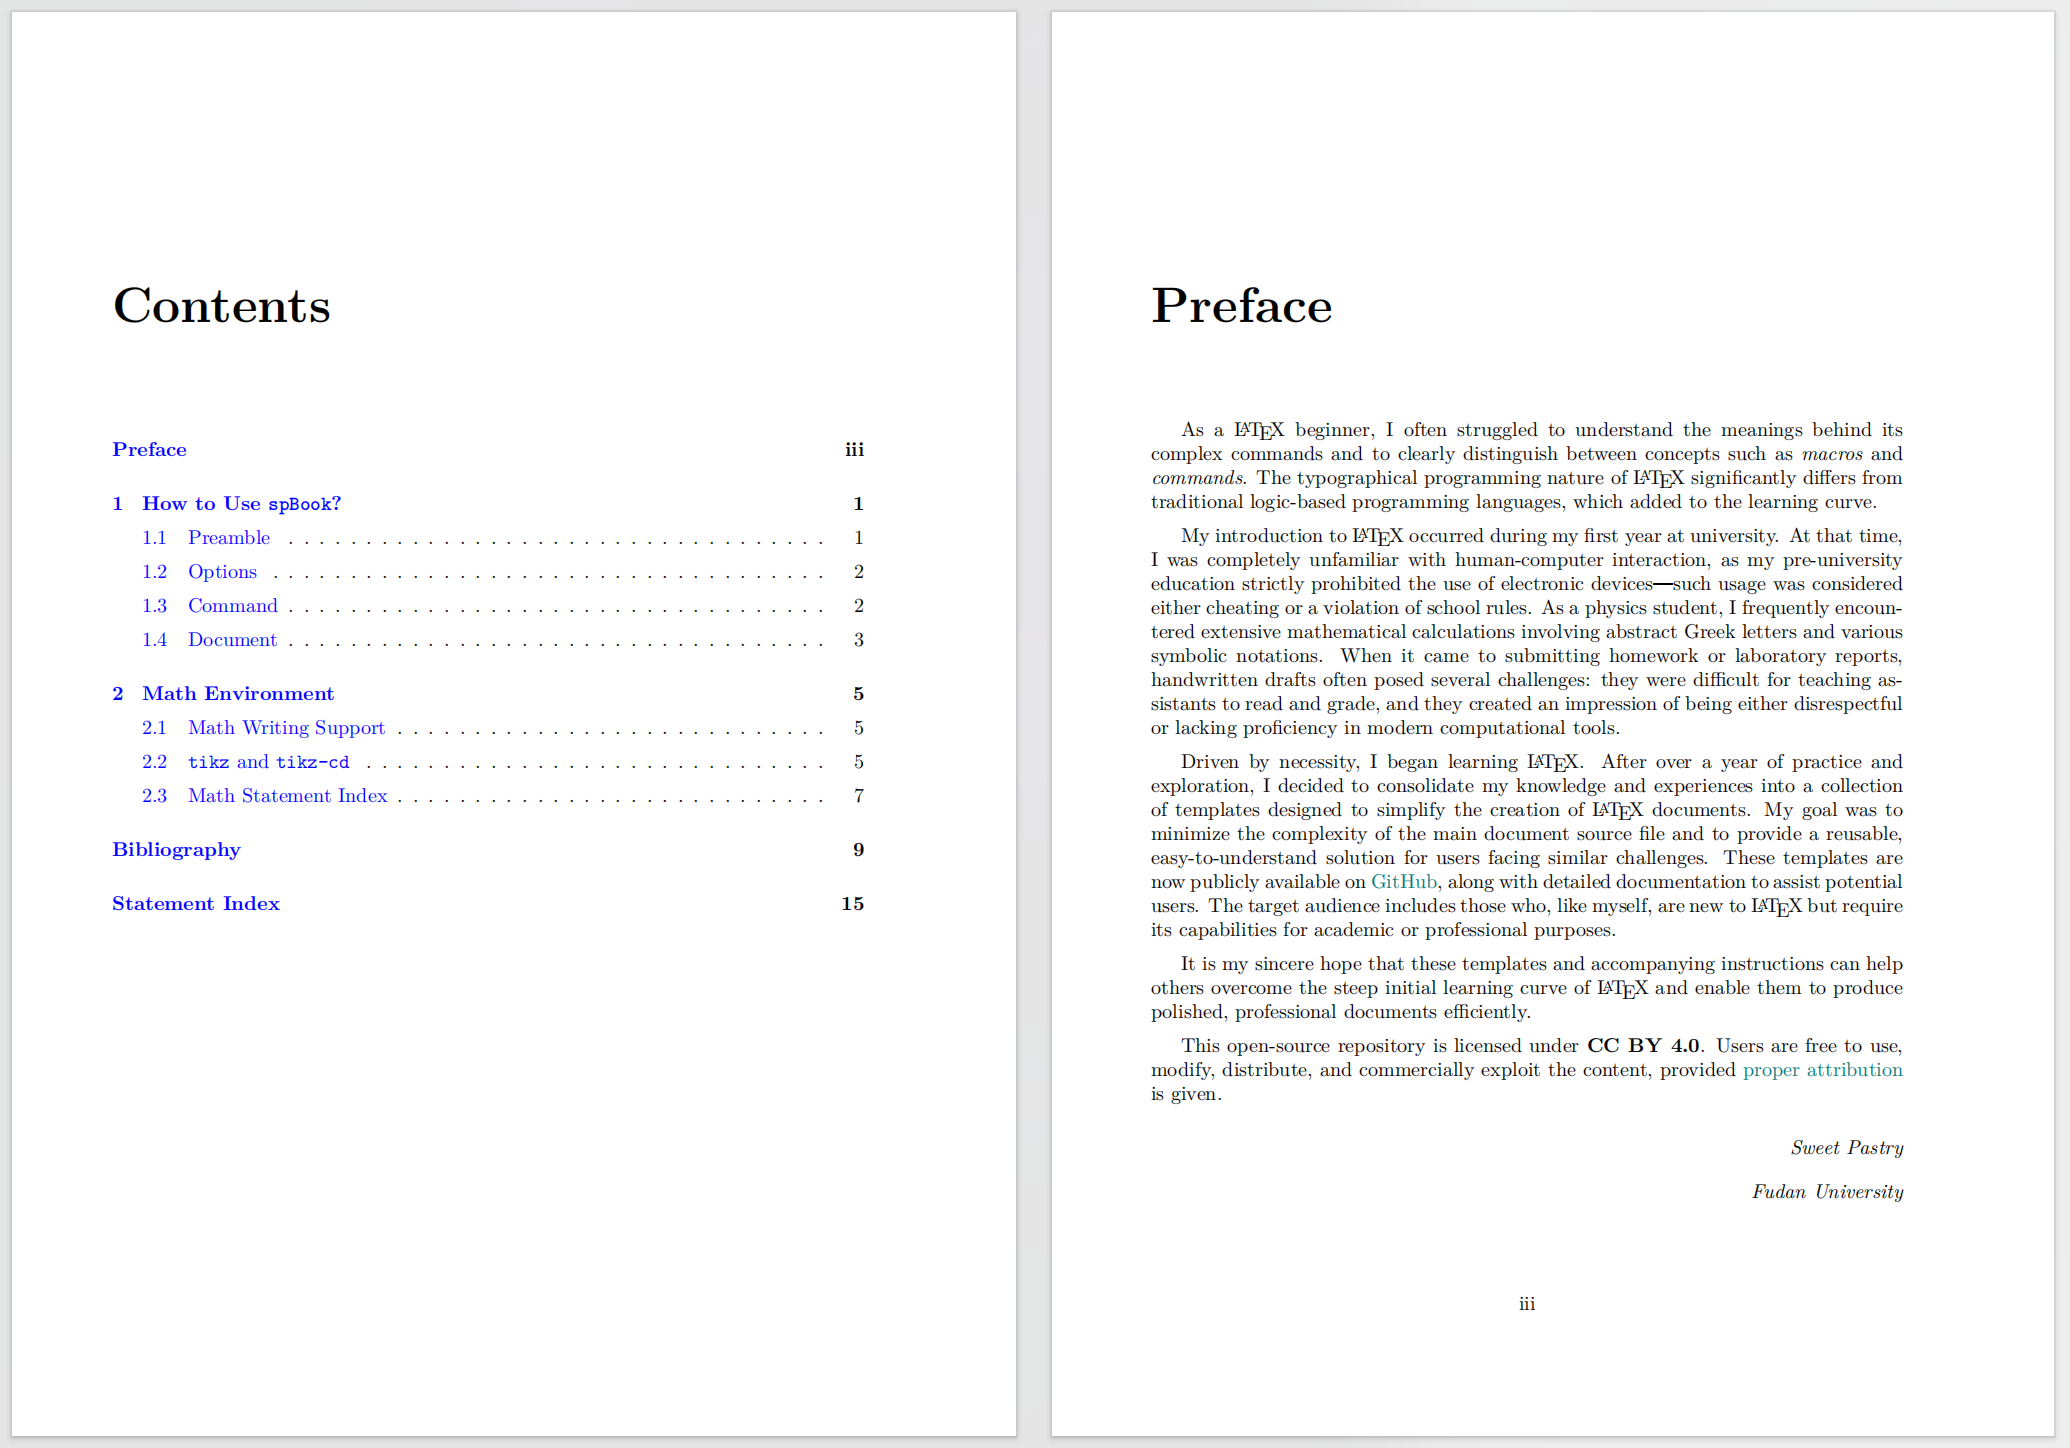 Contents
Preface iii
1 How to Use spBook? 1
1.1 Preamble . . . . . . . . . . . . . . . . . . . . . . . . . . . . . . . . . . . 1
1.2 Options . . . . . . . . . . . . . . . . . . . . . . . . . . . . . . . . . . . . 2
1.3 Command . . . . . . . . . . . . . . . . . . . . . . . . . . . . . . . . . . . 2
1.4 Document . . . . . . . . . . . . . . . . . . . . . . . . . . . . . . . . . . . 3
2 Math Environment 5
2.1 Math Writing Support . . . . . . . . . . . . . . . . . . . . . . . . . . . . 5
2.2 tikz and tikz-cd . . . . . . . . . . . . . . . . . . . . . . . . . . . . . . 5
2.3 Math Statement Index . . . . . . . . . . . . . . . . . . . . . . . . . . . . 7
Bibliography 9
Statement Index 15
Preface
As a LATEX beginner, I often struggled to understand the meanings behind its
complex commands and to clearly distinguish between concepts such as macros and
commands. The typographical programming nature of LATEX significantly differs from
traditional logic-based programming languages, which added to the learning curve.
My introduction to LATEX occurred during my first year at university. At that time,
I was completely unfamiliar with human-computer interaction, as my pre-university
education strictly prohibited the use of electronic devices—such usage was considered
either cheating or a violation of school rules. As a physics student, I frequently encoun-
tered extensive mathematical calculations involving abstract Greek letters and various
symbolic notations. When it came to submitting homework or laboratory reports,
handwritten drafts often posed several challenges: they were difficult for teaching as-
sistants to read and grade, and they created an impression of being either disrespectful
or lacking proficiency in modern computational tools.
Driven by necessity, I began learning LATEX. After over a year of practice and
exploration, I decided to consolidate my knowledge and experiences into a collection
of templates designed to simplify the creation of LATEX documents. My goal was to
minimize the complexity of the main document source file and to provide a reusable,
easy-to-understand solution for users facing similar challenges. These templates are
now publicly available on GitHub, along with detailed documentation to assist potential
users. The target audience includes those who, like myself, are new to LATEX but require
its capabilities for academic or professional purposes.
It is my sincere hope that these templates and accompanying instructions can help
others overcome the steep initial learning curve of LATEX and enable them to produce
polished, professional documents efficiently.
This open-source repository is licensed under CC BY 4.0. Users are free to use,
modify, distribute, and commercially exploit the content, provided proper attribution
is given.
Sweet Pastry
Fudan University
iii